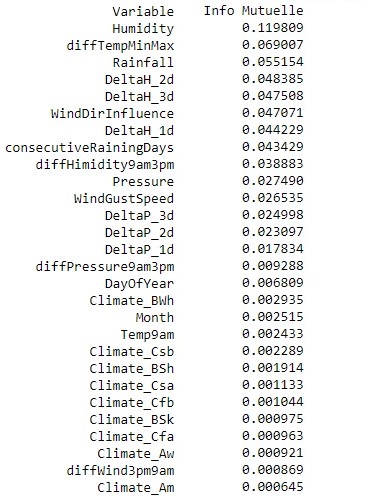 Variable Info Mutuelle
Humidity 0.119809
diffTempMinMax 0.069007
Rainfall 0.055154
DeltaH_2d 0.048385
DeltaH_3d 0.047508
WindDirInfluence 0.047071
DeltaH_1d 0.044229
consecutiveRainingDays 0.043429
diffHimidity9am3pm 0.038883
Pressure 0.027490
WindGustSpeed 0.026535
DeltaP_3d 0.024998
DeltaP_2d 0.023097
DeltaP_1d 0.017834
diffPressure9am3pm 0.009288
DayOfYear 0.006809
Climate_BWh 0.002935
Month 0.002515
Temp9am 0.002433
Climate_Csb 0.002289
Climate_BSh 0.001914
Climate_Csa 0.001133
Climate_Cfb 0.001044
Climate_BSk 0.000975
Climate_Cfa 0.000963
Climate_Aw 0.000921
diffWind3pm9am 0.000869
Climate_Am 0.000645